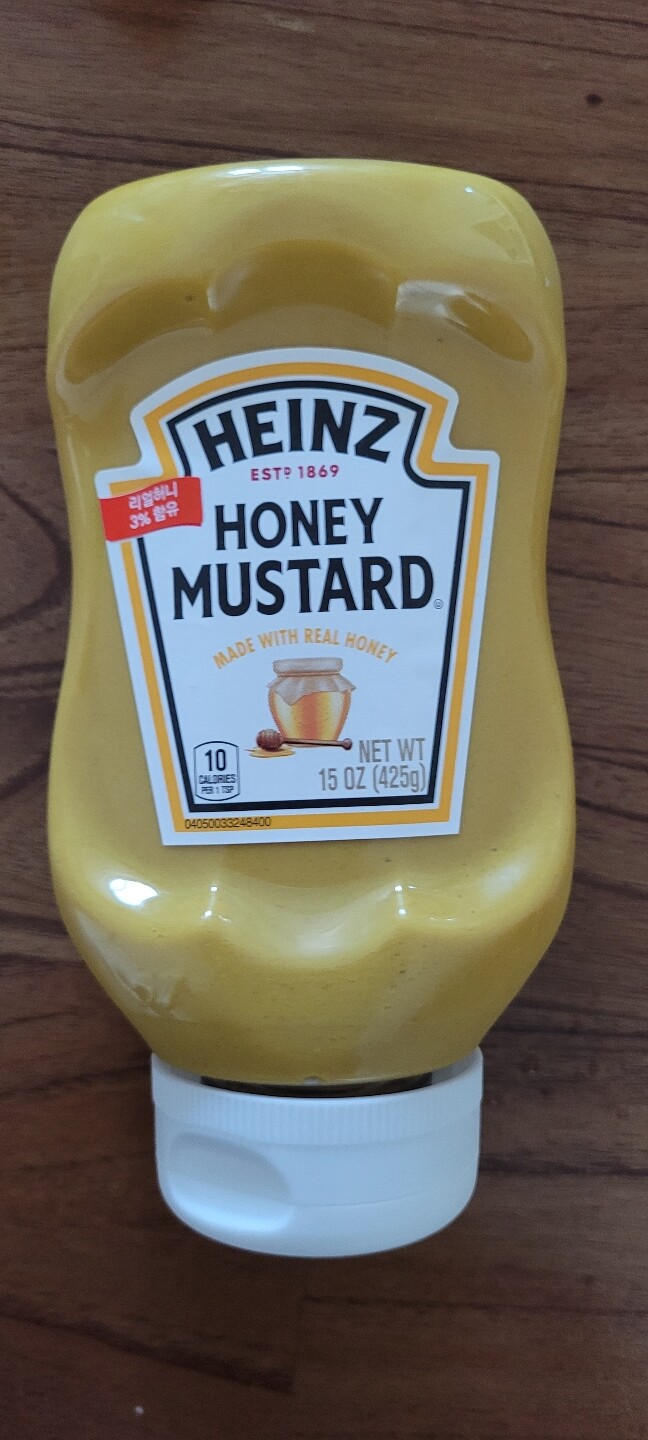 HEINZ
ESTD 1869
리얼허니
3% 함유
HONEY
MUSTARD®
MADE WITH REAL HONEY
10
CALORIES
PER 1 TSP
NET WT
15 OZ (425g)
04050033248400